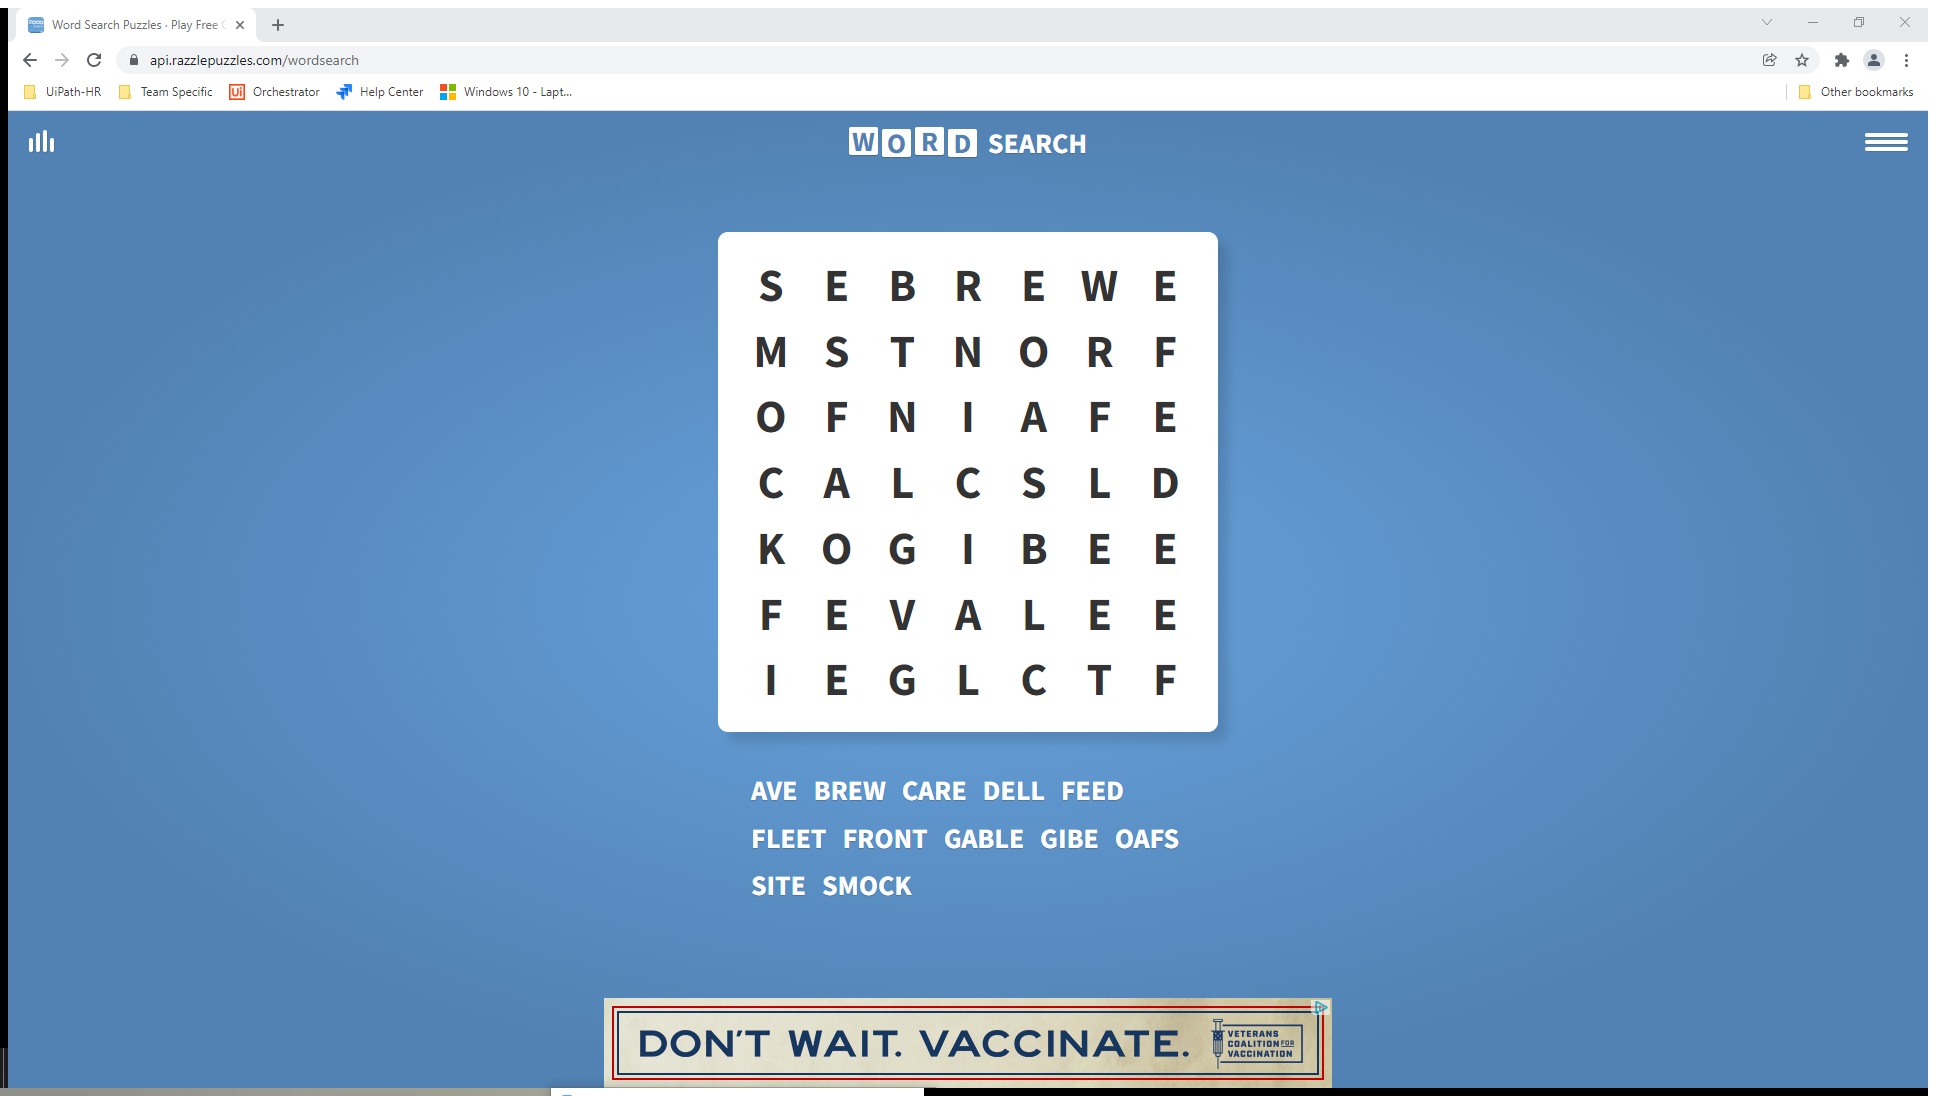 Word Search Puzzles · Play Free
api.razzlepuzzles.com/wordsearch
UiPath-HR Team Specific Ui Orchestrator Help Center Windows 10 - Lapt... Other bookmarks
WORD SEARCH
S E B R E W E
M S T N O R F
O F N I A F E
C A L C S L D
K O G I B E E
F E V A L E E
I E G L C T F
AVE BREW CARE DELL FEED
FLEET FRONT GABLE GIBE OAFS
SITE SMOCK
DON'T WAIT. VACCINATE.
VETERANS
COALITION FOR
VACCINATION